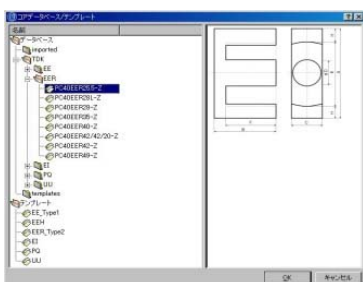 コアデータベース/テンプレート
名前
データベース
imported
TDK
EE
EER
PC40EER25.5-Z
PC40EER28L-Z
PC40EER28-Z
PC40EER35-Z
PC40EER40-Z
PC40EER42/42/20-Z
PC40EER42-Z
PC40EER49-Z
EI
PQ
UU
templates
テンプレート
EE_Type1
EEH
EER_Type2
EI
PQ
UU
OK
キャンセル